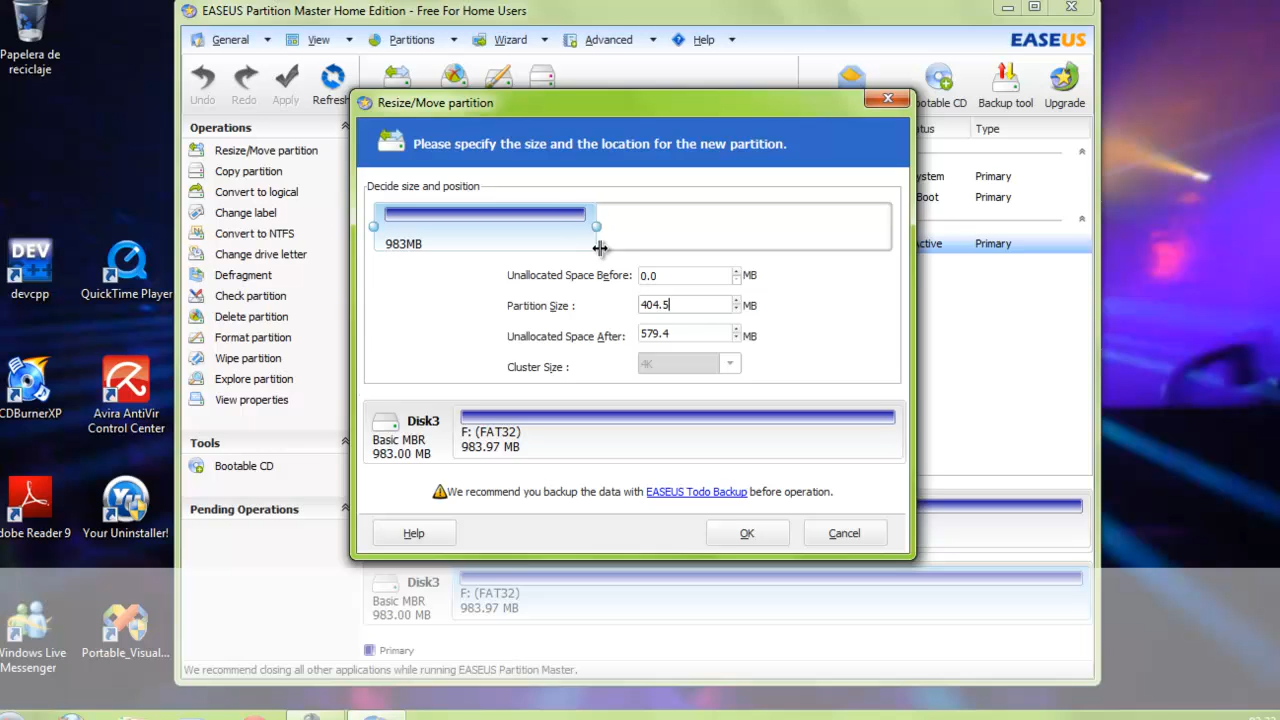 Papelera de
reciclaje
devcpp
QuickTime Player
CDBurnerXP
Avira AntiVir
Control Center
dobe Reader 9
Your Uninstaller!
Windows Live
Messenger
Portable_Visual...
DEV
EASEUS Partition Master Home Edition - Free For Home Users
General View Partitions Wizard Advanced Help
EASEUS
Undo Redo Apply Refresh
ootable CD Backup tool Upgrade
Operations
Resize/Move partition
Copy partition
Convert to logical
Change label
Convert to NTFS
Change drive letter
Defragment
Check partition
Delete partition
Format partition
Wipe partition
Explore partition
View properties
Tools
Bootable CD
Pending Operations
atus Type
ystem Primary
Boot Primary
Active Primary
Resize/Move partition
Please specify the size and the location for the new partition.
Decide size and position
983MB
Unallocated Space Before: 0.0 MB
Partition Size : 404.5 MB
Unallocated Space After: 579.4 MB
Cluster Size : 4K
Disk3
Basic MBR
983.00 MB
F: (FAT32)
983.97 MB
We recommend you backup the data with EASEUS Todo Backup before operation.
Help OK Cancel
Disk3
Basic MBR
983.00 MB
F: (FAT32)
983.97 MB
Primary
We recommend closing all other applications while running EASEUS Partition Master.